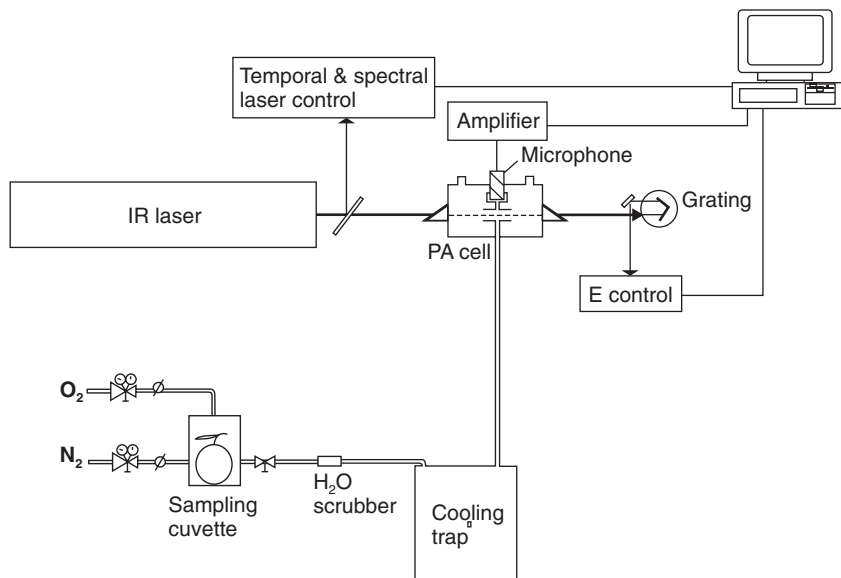 Temporal & spectral
laser control
Amplifier
Microphone
IR laser
Grating
PA cell
E control
O₂
N₂
Sampling
cuvette
H₂O
scrubber
Cooling
trap